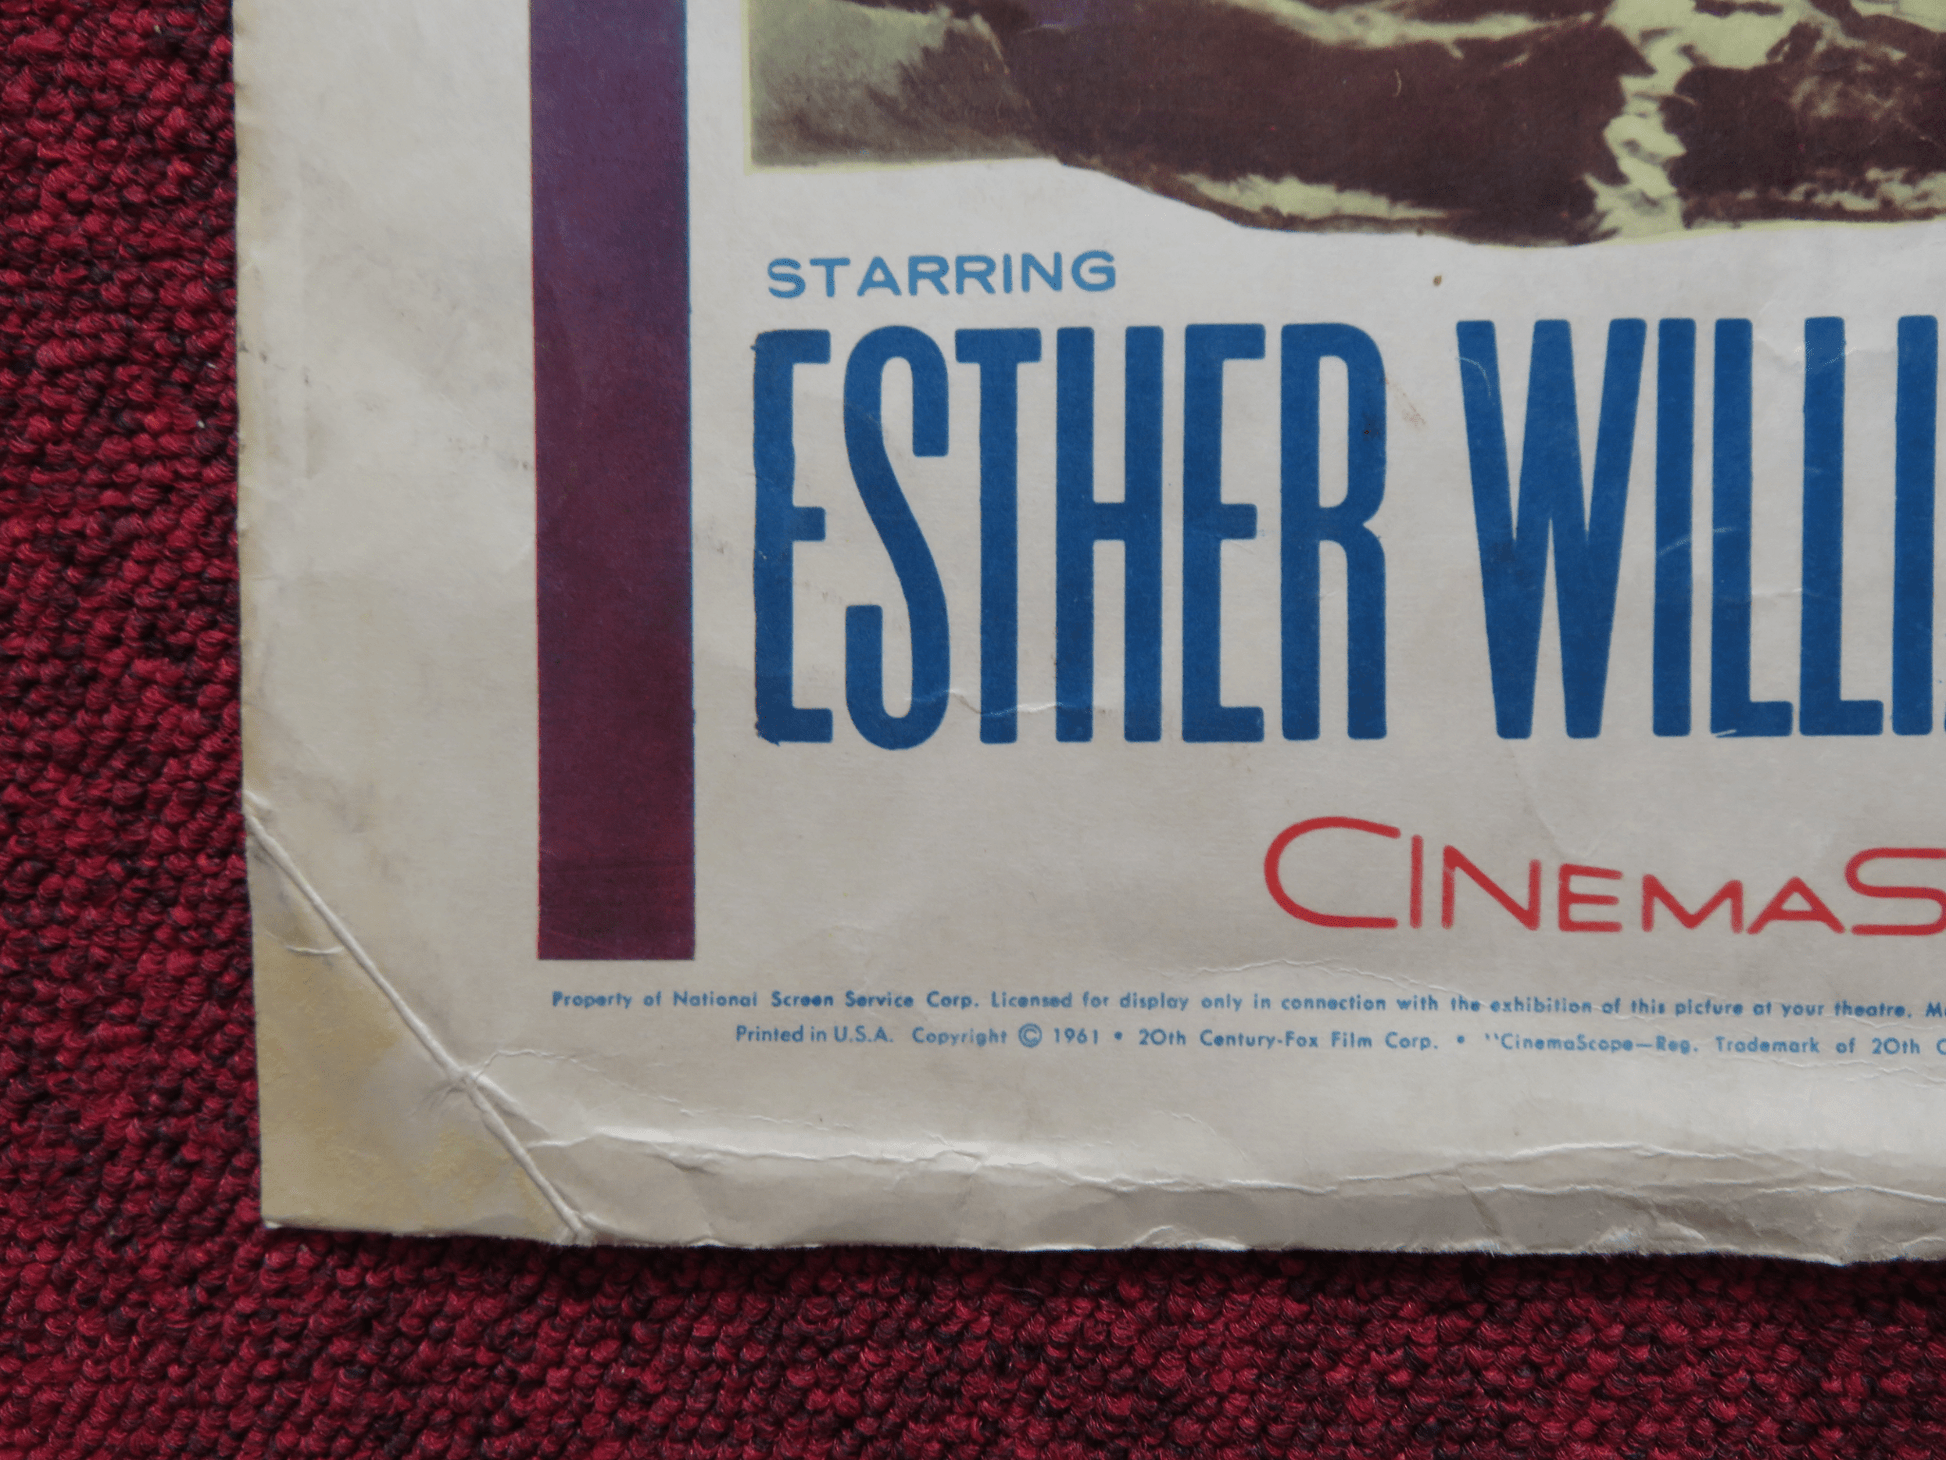 STARRING
ESTHER WILLI
CINEMAS
Property of National Screen Service Corp. Licensed for display only in connection with the exhibition of this picture at your theatre. M
Printed in U.S.A. Copyright © 1961 • 20th Century-Fox Film Corp. • "CinemaScope—Reg. Trademark of 20th C